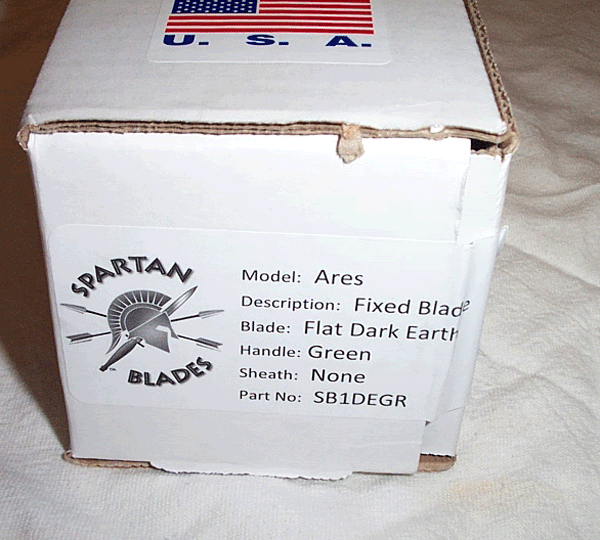 U. S. A.
SPARTAN
BLADES
Model: Ares
Description: Fixed Blade
Blade: Flat Dark Earth
Handle: Green
Sheath: None
Part No: SB1DEGR